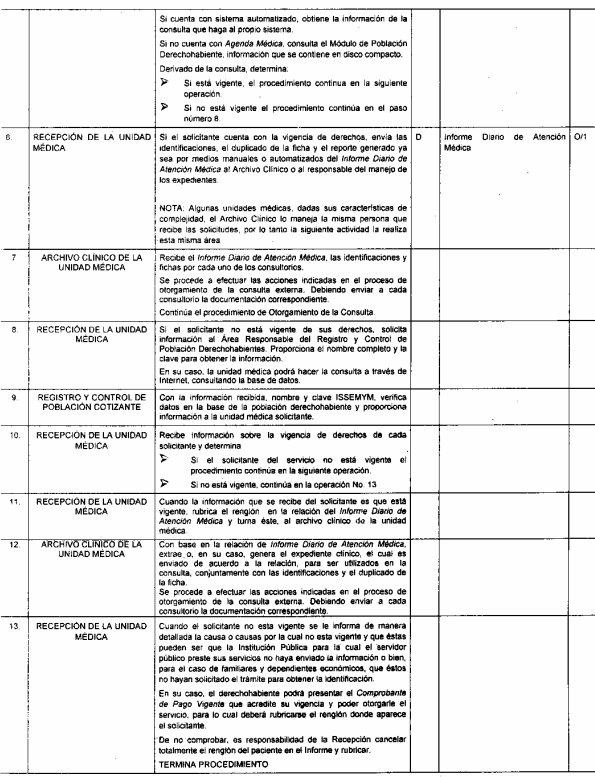 Si cuenta con sistema automatizado, obtiene la información de la
consulta que haga al propio sistema.
Si no cuenta con Agenda Médica, consulta el Módulo de Población
Derechohabiente, información que se contiene en disco compacto.
Derivado de la consulta, determina:
➢ Si está vigente, el procedimiento continua en la siguiente
operación.
➢ Si no está vigente el procedimiento continúa en el paso
número 8.
6. RECEPCIÓN DE LA UNIDAD
MÉDICA
Si el solicitante cuenta con la vigencia de derechos, envía las
identificaciones, el duplicado de la ficha y el reporte generado ya
sea por medios manuales o automatizados del Informe Diario de
Atención Médica al Archivo Clínico o al responsable del manejo de
los expedientes.
D
Informe Diario de Atención
Médica
O/1
NOTA: Algunas unidades médicas, dadas sus características de
complejidad, el Archivo Clínico lo maneja la misma persona que
recibe las solicitudes, por lo tanto la siguiente actividad la realiza
esta misma área
7 ARCHIVO CLÍNICO DE LA
UNIDAD MÉDICA
Recibe el Informe Diario de Atención Médica, las identificaciones y
fichas por cada uno de los consultorios.
Se procede a efectuar las acciones indicadas en el proceso de
otorgamiento de la consulta externa. Debiendo enviar a cada
consultorio la documentación correspondiente.
Continúa el procedimiento de Otorgamiento de la Consulta.
8. RECEPCIÓN DE LA UNIDAD
MÉDICA
Si el solicitante no está vigente de sus derechos, solicita
información al Área Responsable del Registro y Control de
Población Derechohabientes. Proporciona el nombre completo y la
clave para obtener la información.
En su caso, la unidad médica podrá hacer la consulta a través de
Internet, consultando la base de datos.
9. REGISTRO Y CONTROL DE
POBLACIÓN COTIZANTE
Con la información recibida, nombre y clave ISSEMYM, verifica
datos en la base de la población derechohabiente y proporciona
información a la unidad médica solicitante.
10. RECEPCIÓN DE LA UNIDAD
MÉDICA
Recibe información sobre la vigencia de derechos de cada
solicitante y determina
➢ Si el solicitante del servicio no está vigente el
procedimiento continúa en la siguiente operación.
➢ Si no está vigente, continúa en la operación No. 13
11. RECEPCIÓN DE LA UNIDAD
MÉDICA
Cuando la información que se recibe del solicitante es que está
vigente, rubrica el renglón en la relación del Informe Diario de
Atención Médica y turna éste, al archivo clínico de la unidad
médica.
12. ARCHIVO CLÍNICO DE LA
UNIDAD MÉDICA
Con base en la relación de Informe Diario de Atención Médica,
extrae o, en su caso, genera el expediente clínico, el cual es
enviado de acuerdo a la relación, para ser utilizados en la
consulta, conjuntamente con las identificaciones y el duplicado de
la ficha.
Se procede a efectuar las acciones indicadas en el proceso de
otorgamiento de la consulta externa. Debiendo enviar a cada
consultorio la documentación correspondiente.
13. RECEPCIÓN DE LA UNIDAD
MÉDICA
Cuando el solicitante no esta vigente se le informa de manera
detallada la causa o causas por la cual no esta vigente y que éstas
pueden ser que la Institución Pública para la cual el servidor
público preste sus servicios no haya enviado la información o bien,
para el caso de familiares y dependientes económicos, que éstos
no hayan solicitado el trámite para obtener la identificación.
En su caso, el derechohabiente podrá presentar el Comprobante
de Pago Vigente que acredite su vigencia y poder otorgarle el
servicio, para lo cual deberá rubricarse el renglón donde aparece
el solicitante.
De no comprobar, es responsabilidad de la Recepción cancelar
totalmente el renglón del paciente en el Informe y rubricar.
TERMINA PROCEDIMIENTO